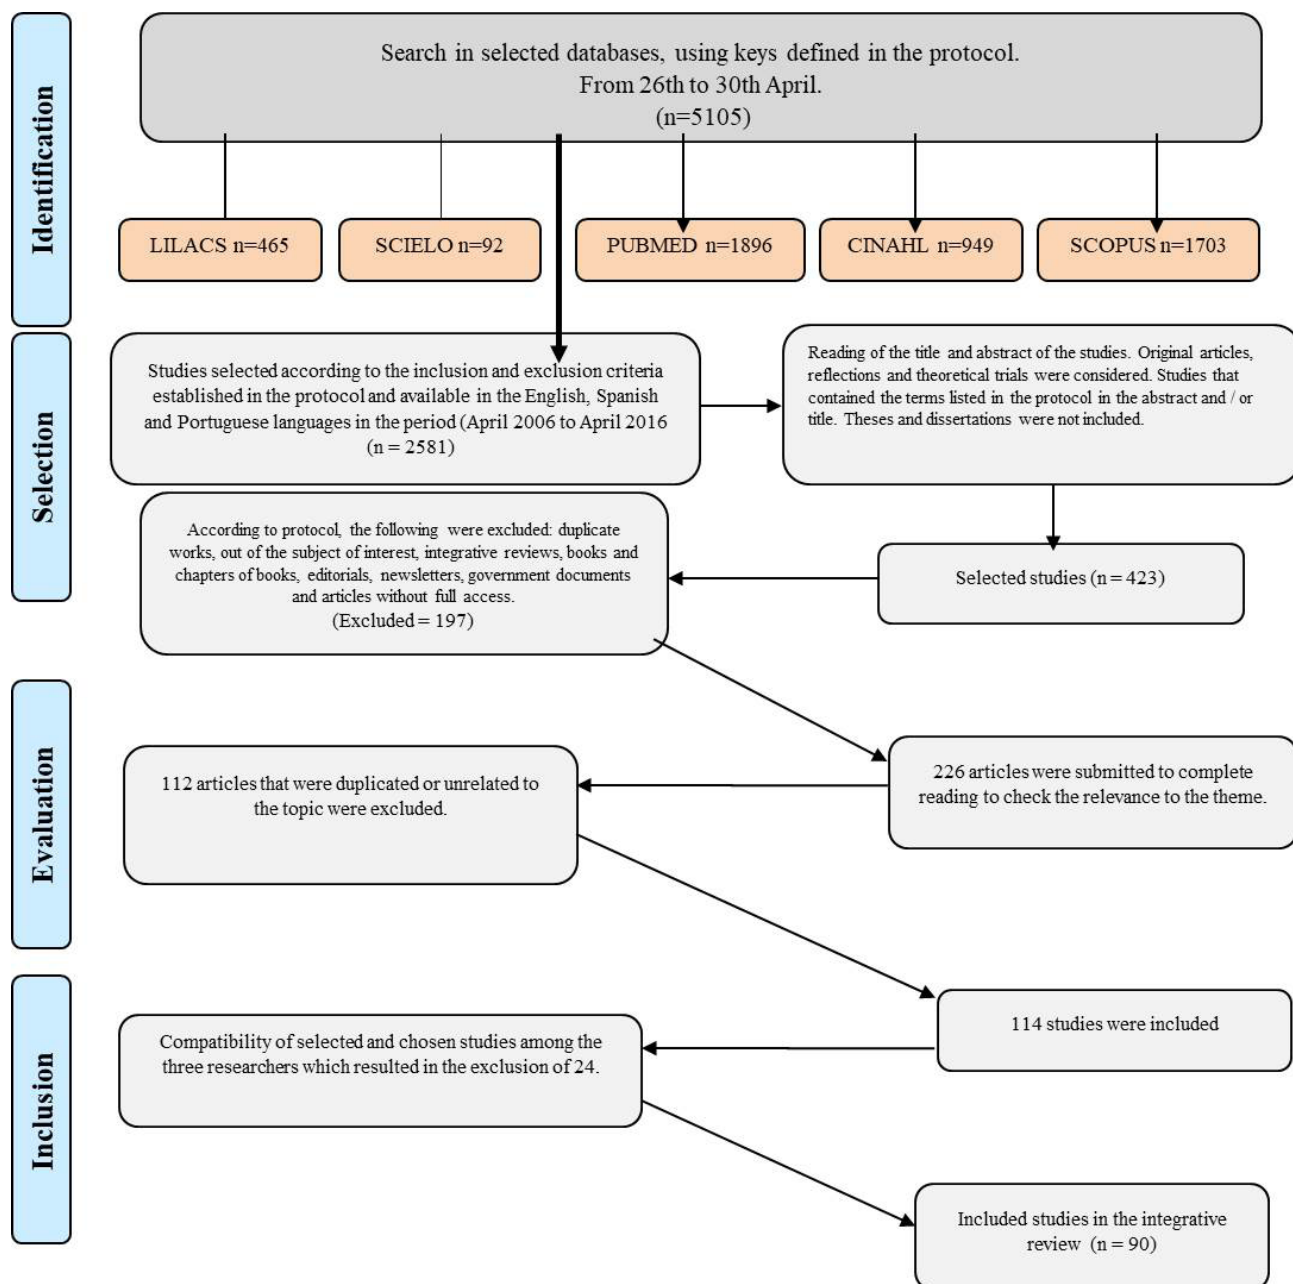 Identification
Search in selected databases, using keys defined in the protocol.
From 26th to 30th April.
(n=5105)
LILACS n=465
SCIELO n=92
PUBMED n=1896
CINAHL n=949
SCOPUS n=1703
Selection
Studies selected according to the inclusion and exclusion criteria
established in the protocol and available in the English, Spanish
and Portuguese languages in the period (April 2006 to April 2016
(n = 2581)
Reading of the title and abstract of the studies. Original articles,
reflections and theoretical trials were considered. Studies that
contained the terms listed in the protocol in the abstract and / or
title. Theses and dissertations were not included.
According to protocol, the following were excluded: duplicate
works, out of the subject of interest, integrative reviews, books and
chapters of books, editorials, newsletters, government documents
and articles without full access.
(Excluded = 197)
Selected studies (n = 423)
Evaluation
112 articles that were duplicated or unrelated to
the topic were excluded.
226 articles were submitted to complete
reading to check the relevance to the theme.
Inclusion
114 studies were included
Compatibility of selected and chosen studies among the
three researchers which resulted in the exclusion of 24.
Included studies in the integrative
review (n = 90)